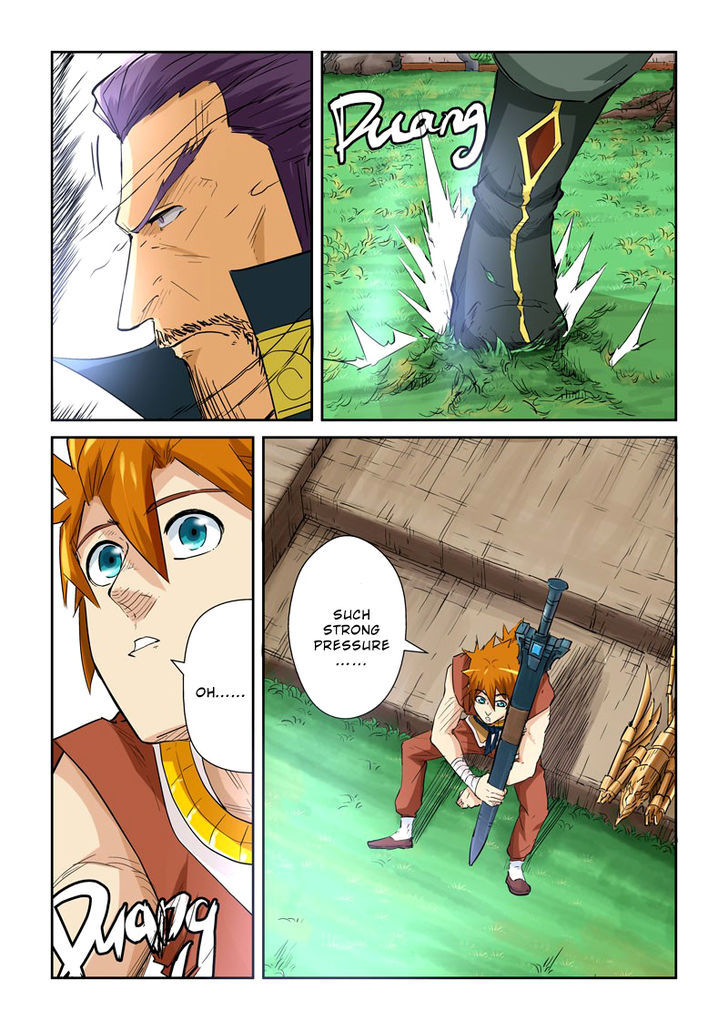 Duang
OH......
Duang
SUCH
STRONG
PRESSURE
......